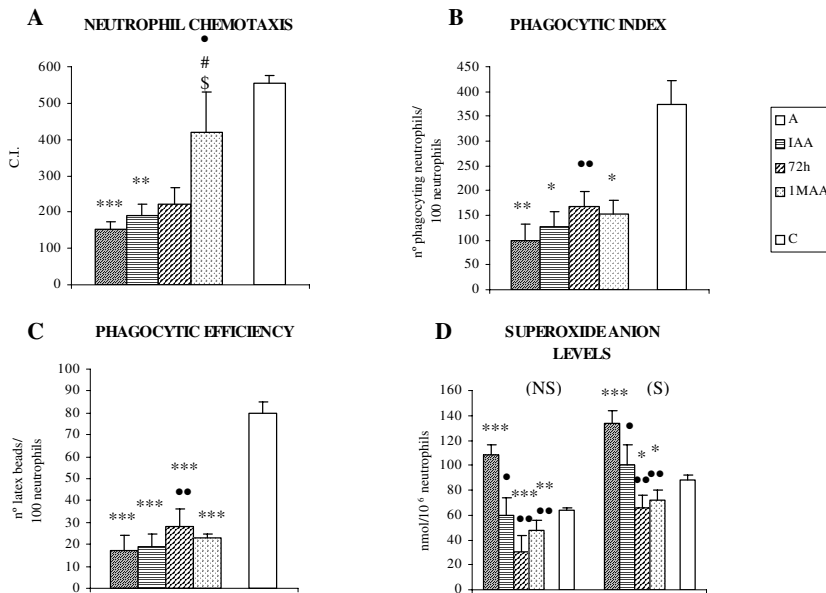 A
NEUTROPHIL CHEMOTAXIS
•
#
$
600
500
400
300
200
100
0
C.I.
***
**
B
PHAGOCYTIC INDEX
450
400
350
300
250
200
150
100
50
0
nº phagocyting neutrophils/
100 neutrophils
**
*
••
*
A
IAA
72h
1MAA
C
C
PHAGOCYTIC EFFICIENCY
100
90
80
70
60
50
40
30
20
10
0
nº latex beads/
100 neutrophils
***
***
***
••
***
D
SUPEROXIDE ANION
LEVELS
160
140
120
100
80
60
40
20
0
nmol/10⁶ neutrophils
(NS)
(S)
***
•
***
••
**
••
***
•
*
••
*
••